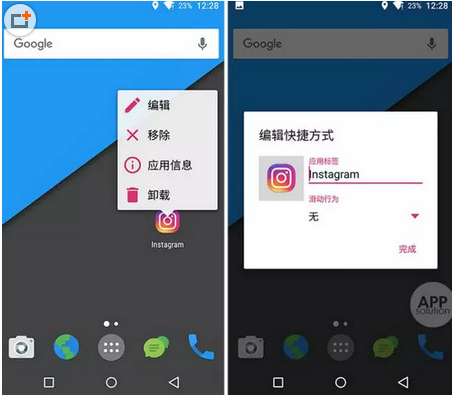 23% 12:28
Google
编辑
移除
应用信息
卸载
Instagram
23% 12:28
Google
编辑快捷方式
应用标签
Instagram
滑动行为
无
完成
APP
solution